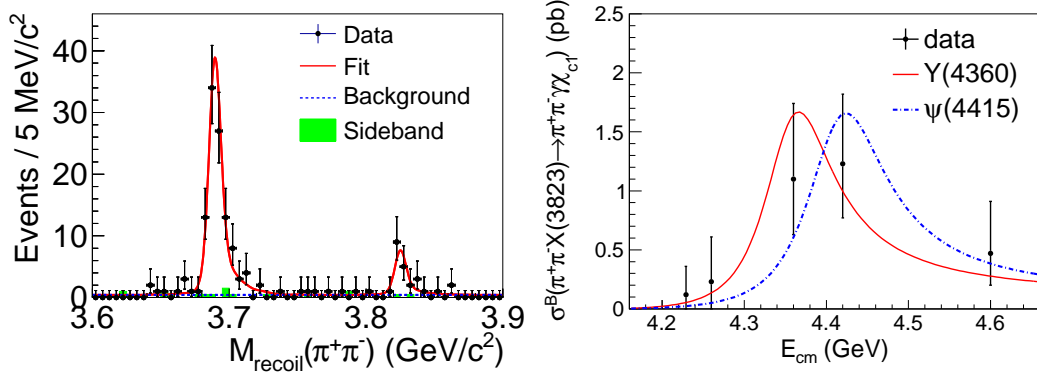 Events / 5 MeV/c²
40
30
20
10
0
Data
Fit
Background
Sideband
3.6 3.7 3.8 3.9
M_recoil(π⁺π⁻) (GeV/c²)
σᴮ(π⁺π⁻X(3823)→π⁺π⁻γχ_c1) (pb)
2.5
2
1.5
1
0.5
0
data
Y(4360)
ψ(4415)
4.2 4.3 4.4 4.5 4.6
E_cm (GeV)